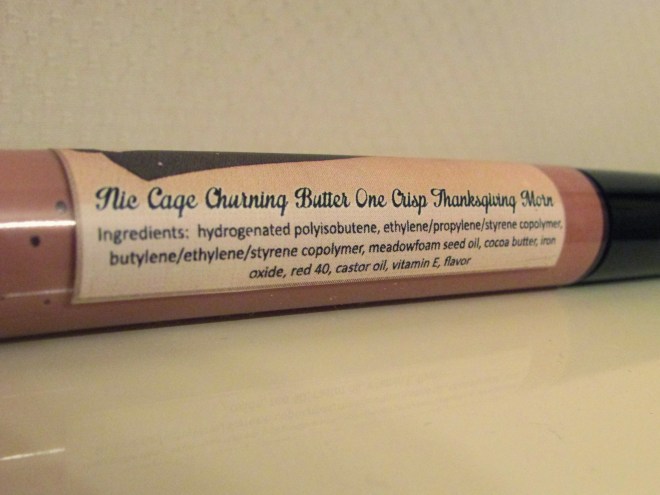 Nic Cage Churning Butter One Crisp Thanksgiving Morn
Ingredients: hydrogenated polyisobutene, ethylene/propylene/styrene copolymer,
butylene/ethylene/styrene copolymer, meadowfoam seed oil, cocoa butter, iron
oxide, red 40, castor oil, vitamin E, flavor